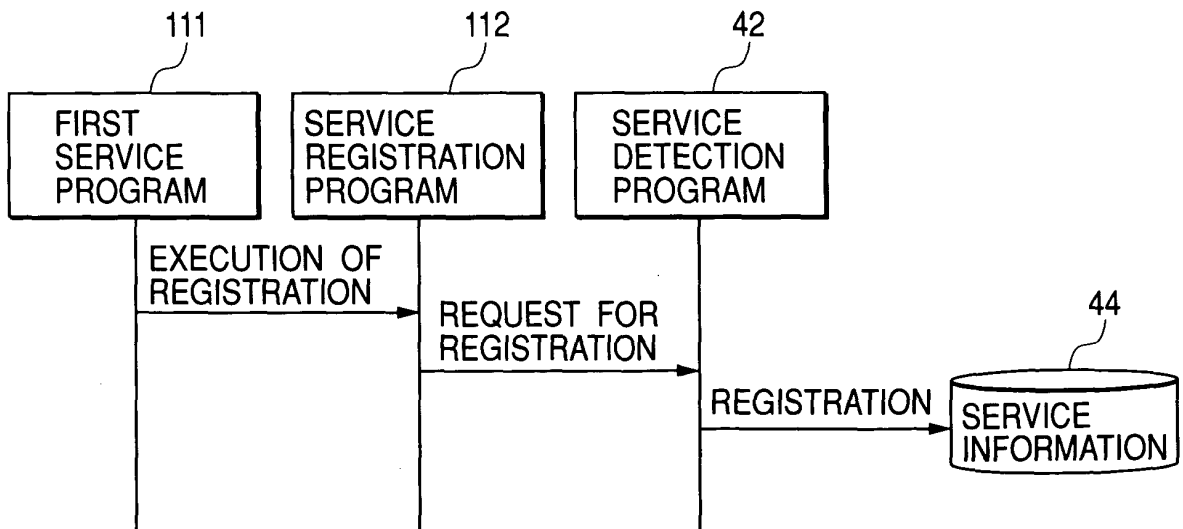 111
112
42
FIRST
SERVICE
PROGRAM
SERVICE
REGISTRATION
PROGRAM
SERVICE
DETECTION
PROGRAM
EXECUTION OF
REGISTRATION
REQUEST FOR
REGISTRATION
44
REGISTRATION
SERVICE
INFORMATION